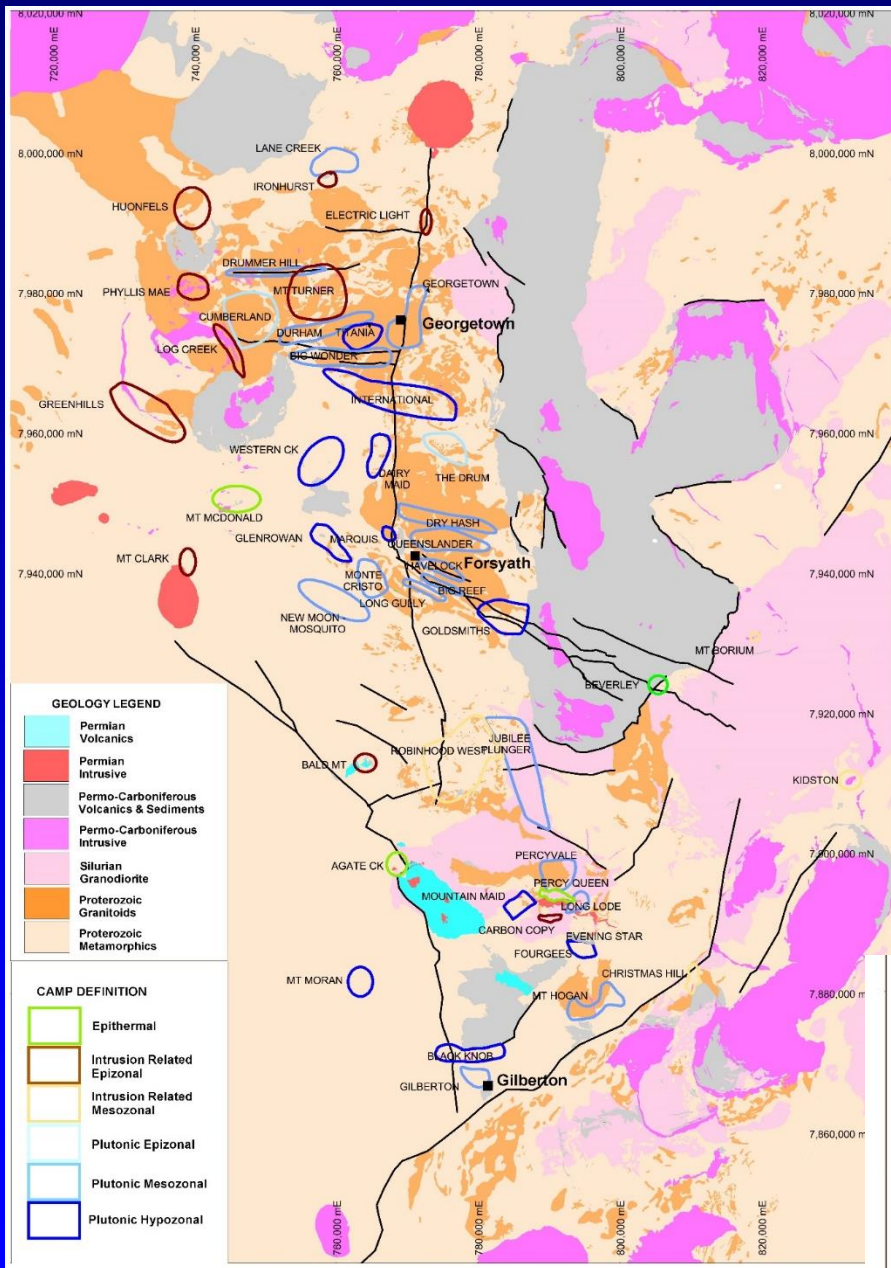 8,020,000 mN
8,020,000 mN
720,000 mE
740,000 mE
760,000 mE
780,000 mE
800,000 mE
820,000 mE
LANE CREEK
8,000,000 mN
8,000,000 mN
IRONHURST
HUONFELS
ELECTRIC LIGHT
DRUMMER HILL
GEORGETOWN
PHYLLIS MAE
MT TURNER
7,980,000 mN
7,980,000 mN
CUMBERLAND
Georgetown
DURHAM
TITANIA
LOG CREEK
BIG WONDER
GREENHILLS
INTERNATIONAL
7,960,000 mN
7,960,000 mN
WESTERN CK
DAIRY
MAID
THE DRUM
MT MCDONALD
DRY HASH
GLENROWAN
MARQUIS
QUEENSLANDER
MT CLARK
Forsyath
HAVELOCK
7,940,000 mN
7,940,000 mN
MONTE
CRISTO
BIG REEF
LONG GULLY
NEW MOON -
MOSQUITO
GOLDSMITHS
MT BORIUM
BEVERLEY
GEOLOGY LEGEND
Permian
Volcanics
Permian
Intrusive
Permo-Carboniferous
Volcanics & Sediments
Permo-Carboniferous
Intrusive
Silurian
Granodiorite
Proterozoic
Granitoids
Proterozoic
Metamorphics
7,920,000 mN
JUBILEE
PLUNGER
ROBINHOOD WEST
BALD MT
KIDSTON
7,900,000 mN
AGATE CK
PERCYVALE
PERCY QUEEN
MOUNTAIN MAID
LONG LODE
CARBON COPY
EVENING STAR
FOURGEES
CHRISTMAS HILL
MT MORAN
MT HOGAN
7,880,000 mN
BLACK KNOB
GILBERTON
Gilberton
7,860,000 mN
CAMP DEFINITION
Epithermal
Intrusion Related
Epizonal
Intrusion Related
Mesozonal
Plutonic Epizonal
Plutonic Mesozonal
Plutonic Hypozonal
760,000 mE
780,000 mE
800,000 mE
820,000 mE